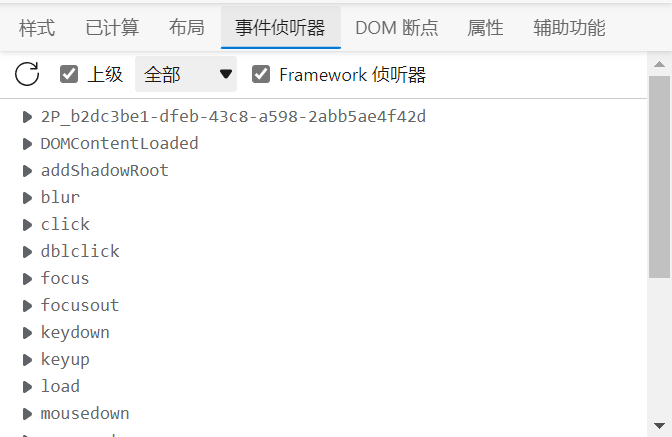 样式 已计算 布局 事件侦听器 DOM 断点 属性 辅助功能
上级 全部 Framework 侦听器
2P_b2dc3be1-dfeb-43c8-a598-2abb5ae4f42d
DOMContentLoaded
addShadowRoot
blur
click
dblclick
focus
focusout
keydown
keyup
load
mousedown